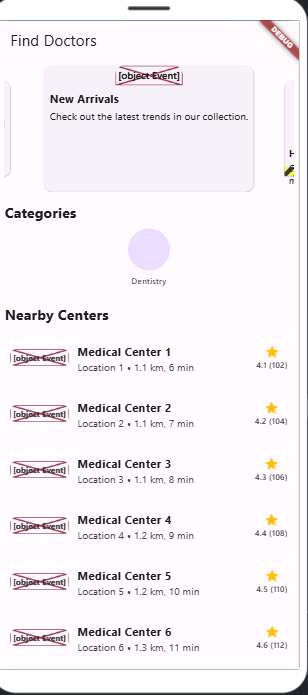 DEBUG
Find Doctors
[object Event]
New Arrivals
Check out the latest trends in our collection.
Categories
Dentistry
Nearby Centers
[object Event]
Medical Center 1
Location 1 • 1.1 km, 6 min
4.1 (102)
[object Event]
Medical Center 2
Location 2 • 1.1 km, 7 min
4.2 (104)
[object Event]
Medical Center 3
Location 3 • 1.1 km, 8 min
4.3 (106)
[object Event]
Medical Center 4
Location 4 • 1.2 km, 9 min
4.4 (108)
[object Event]
Medical Center 5
Location 5 • 1.2 km, 10 min
4.5 (110)
[object Event]
Medical Center 6
Location 6 • 1.3 km, 11 min
4.6 (112)